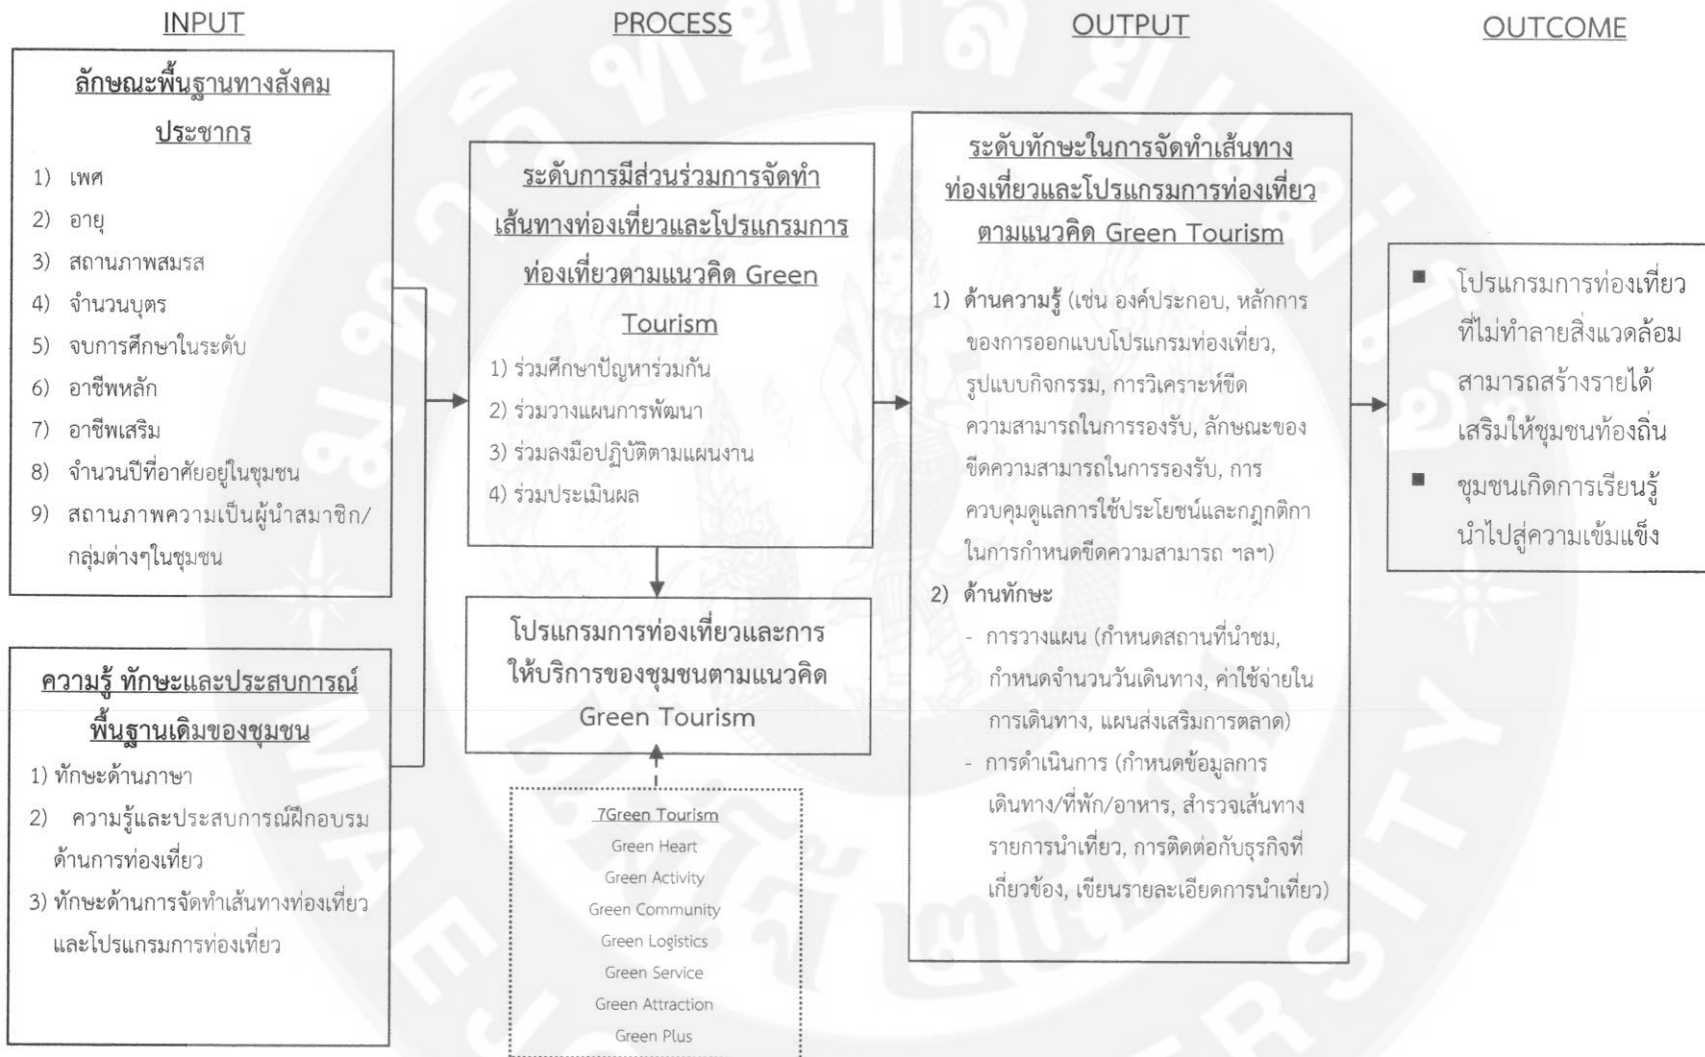 INPUT
ลักษณะพื้นฐานทางสังคม
ประชากร
1) เพศ
2) อายุ
3) สถานภาพสมรส
4) จำนวนบุตร
5) จบการศึกษาในระดับ
6) อาชีพหลัก
7) อาชีพเสริม
8) จำนวนปีที่อาศัยอยู่ในชุมชน
9) สถานภาพความเป็นผู้นำสมาชิก/
กลุ่มต่างๆในชุมชน
ความรู้ ทักษะและประสบการณ์
พื้นฐานเดิมของชุมชน
1) ทักษะด้านภาษา
2) ความรู้และประสบการณ์ฝึกอบรม
ด้านการท่องเที่ยว
3) ทักษะด้านการจัดทำเส้นทางท่องเที่ยว
และโปรแกรมการท่องเที่ยว
PROCESS
ระดับการมีส่วนร่วมการจัดทำ
เส้นทางท่องเที่ยวและโปรแกรมการ
ท่องเที่ยวตามแนวคิด Green
Tourism
1) ร่วมศึกษาปัญหาร่วมกัน
2) ร่วมวางแผนการพัฒนา
3) ร่วมลงมือปฏิบัติตามแผนงาน
4) ร่วมประเมินผล
โปรแกรมการท่องเที่ยวและการ
ให้บริการของชุมชนตามแนวคิด
Green Tourism
7Green Tourism
Green Heart
Green Activity
Green Community
Green Logistics
Green Service
Green Attraction
Green Plus
OUTPUT
ระดับทักษะในการจัดทำเส้นทาง
ท่องเที่ยวและโปรแกรมการท่องเที่ยว
ตามแนวคิด Green Tourism
1) ด้านความรู้ (เช่น องค์ประกอบ, หลักการ
ของการออกแบบโปรแกรมท่องเที่ยว,
รูปแบบกิจกรรม, การวิเคราะห์ขีด
ความสามารถในการรองรับ, ลักษณะของ
ขีดความสามารถในการรองรับ, การ
ควบคุมดูแลการใช้ประโยชน์และกฎกติกา
ในการกำหนดขีดความสามารถ ฯลฯ)
2) ด้านทักษะ
- การวางแผน (กำหนดสถานที่นำชม,
กำหนดจำนวนวันเดินทาง, ค่าใช้จ่ายใน
การเดินทาง, แผนส่งเสริมการตลาด)
- การดำเนินการ (กำหนดข้อมูลการ
เดินทาง/ที่พัก/อาหาร, สำรวจเส้นทาง
รายการนำเที่ยว, การติดต่อกับธุรกิจที่
เกี่ยวข้อง, เขียนรายละเอียดการนำเที่ยว)
OUTCOME
■ โปรแกรมการท่องเที่ยว
ที่ไม่ทำลายสิ่งแวดล้อม
สามารถสร้างรายได้
เสริมให้ชุมชนท้องถิ่น
■ ชุมชนเกิดการเรียนรู้
นำไปสู่ความเข้มแข็ง